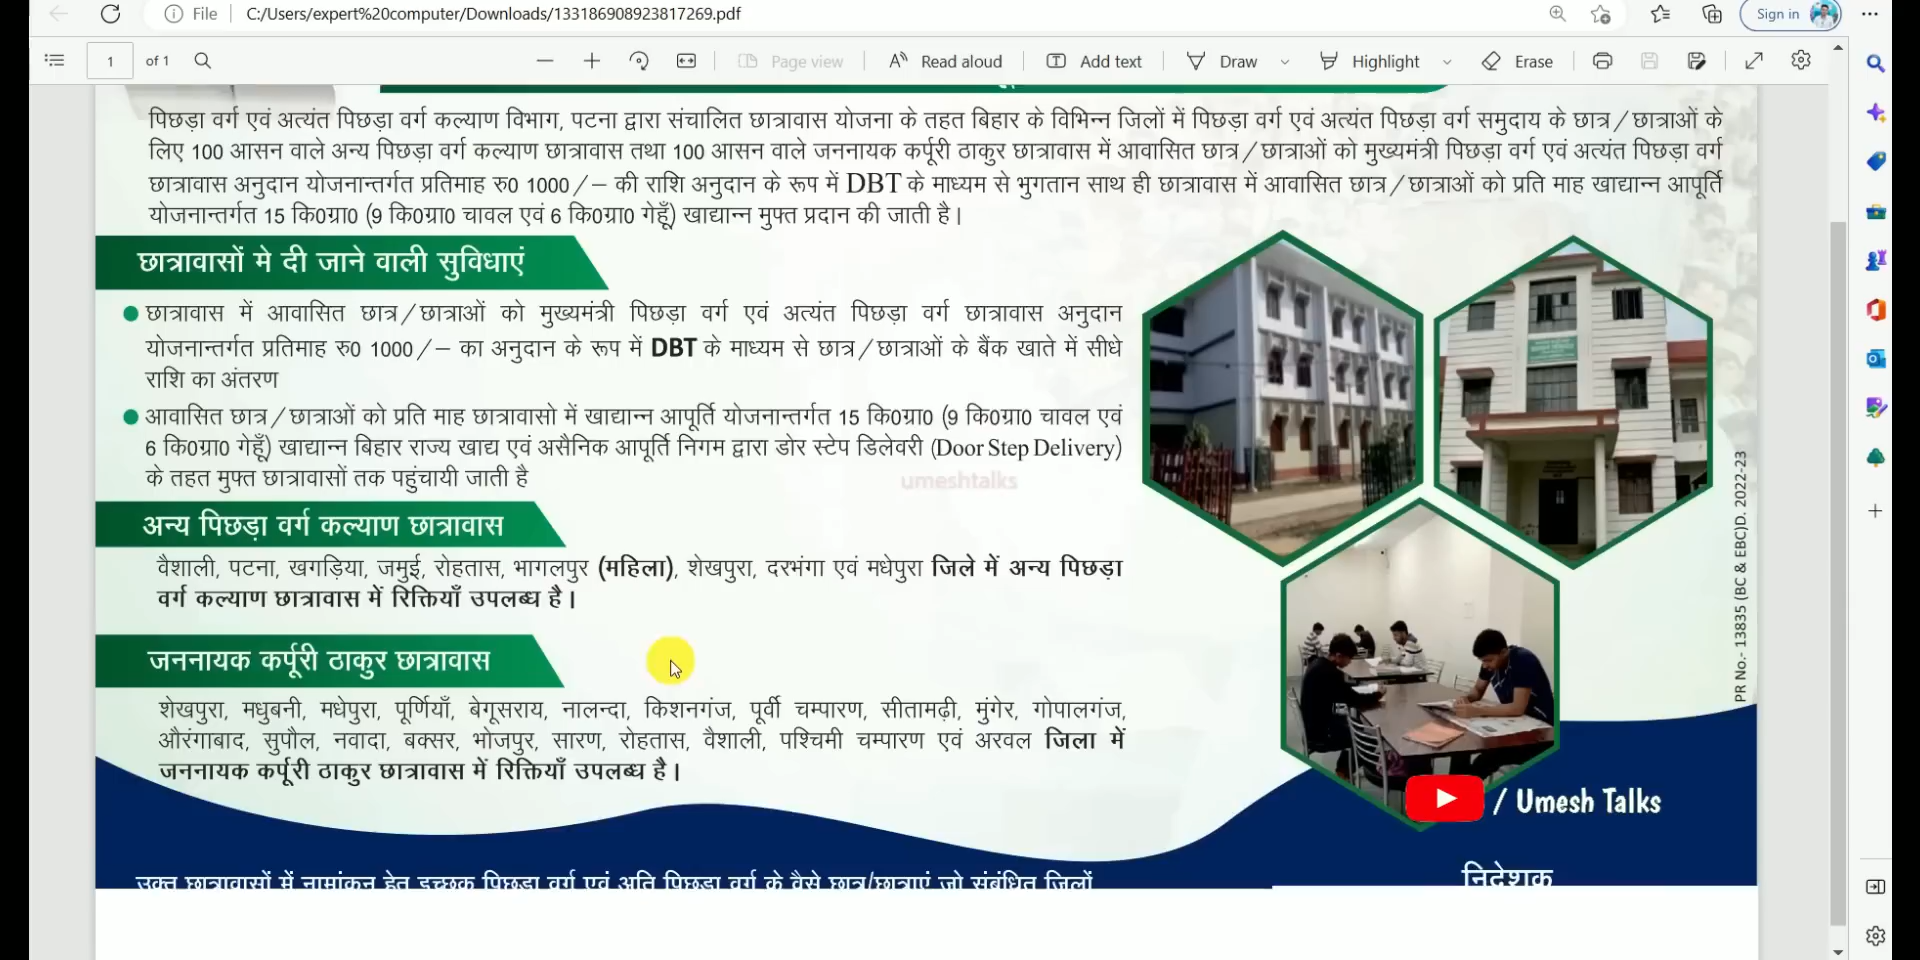 File
C:/Users/expert%20computer/Downloads/133186908923817269.pdf
Sign in
1 of 1
Page view
Read aloud
Add text
Draw
Highlight
Erase
पिछड़ा वर्ग एवं अत्यंत पिछड़ा वर्ग कल्याण विभाग, पटना द्वारा संचालित छात्रावास योजना के तहत बिहार के विभिन्न जिलों में पिछड़ा वर्ग एवं अत्यंत पिछड़ा वर्ग समुदाय के छात्र/छात्राओं के
लिए 100 आसन वाले अन्य पिछड़ा वर्ग कल्याण छात्रावास तथा 100 आसन वाले जननायक कर्पूरी ठाकुर छात्रावास में आवासित छात्र/छात्राओं को मुख्यमंत्री पिछड़ा वर्ग एवं अत्यंत पिछड़ा वर्ग
छात्रावास अनुदान योजनान्तर्गत प्रतिमाह रु0 1000/– की राशि अनुदान के रूप में DBT के माध्यम से भुगतान साथ ही छात्रावास में आवासित छात्र/छात्राओं को प्रति माह खाद्यान्न आपूर्ति
योजनान्तर्गत 15 कि0ग्रा0 (9 कि0ग्रा0 चावल एवं 6 कि0ग्रा0 गेहूँ) खाद्यान्न मुफ्त प्रदान की जाती है।
छात्रावासों मे दी जाने वाली सुविधाएं
● छात्रावास में आवासित छात्र/छात्राओं को मुख्यमंत्री पिछड़ा वर्ग एवं अत्यंत पिछड़ा वर्ग छात्रावास अनुदान
योजनान्तर्गत प्रतिमाह रु0 1000/– का अनुदान के रूप में DBT के माध्यम से छात्र/छात्राओं के बैंक खाते में सीधे
राशि का अंतरण
● आवासित छात्र/छात्राओं को प्रति माह छात्रावासो में खाद्यान्न आपूर्ति योजनान्तर्गत 15 कि0ग्रा0 (9 कि0ग्रा0 चावल एवं
6 कि0ग्रा0 गेहूँ) खाद्यान्न बिहार राज्य खाद्य एवं असैनिक आपूर्ति निगम द्वारा डोर स्टेप डिलेवरी (Door Step Delivery)
के तहत मुफ्त छात्रावासों तक पहुंचायी जाती है
umeshtalks
अन्य पिछड़ा वर्ग कल्याण छात्रावास
वैशाली, पटना, खगड़िया, जमुई, रोहतास, भागलपुर (महिला), शेखपुरा, दरभंगा एवं मधेपुरा जिले में अन्य पिछड़ा
वर्ग कल्याण छात्रावास में रिक्तियाँ उपलब्ध है।
जननायक कर्पूरी ठाकुर छात्रावास
शेखपुरा, मधुबनी, मधेपुरा, पूर्णियाँ, बेगूसराय, नालन्दा, किशनगंज, पूर्वी चम्पारण, सीतामढ़ी, मुंगेर, गोपालगंज,
औरंगाबाद, सुपौल, नवादा, बक्सर, भोजपुर, सारण, रोहतास, वैशाली, पश्चिमी चम्पारण एवं अरवल जिला में
जननायक कर्पूरी ठाकुर छात्रावास में रिक्तियाँ उपलब्ध है।
PR No.- 13835 (BC & EBC)D. 2022-23
/ Umesh Talks
उक्त छात्रावासों में नामांकन हेतु इच्छुक पिछड़ा वर्ग एवं अति पिछड़ा वर्ग के वैसे छात्र/छात्राएं जो संबंधित जिलों
निदेशक